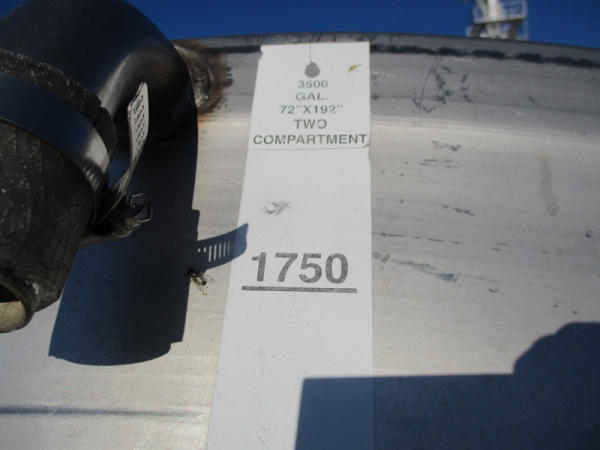 3500
GAL.
72"X192"
TWO
COMPARTMENT
1750